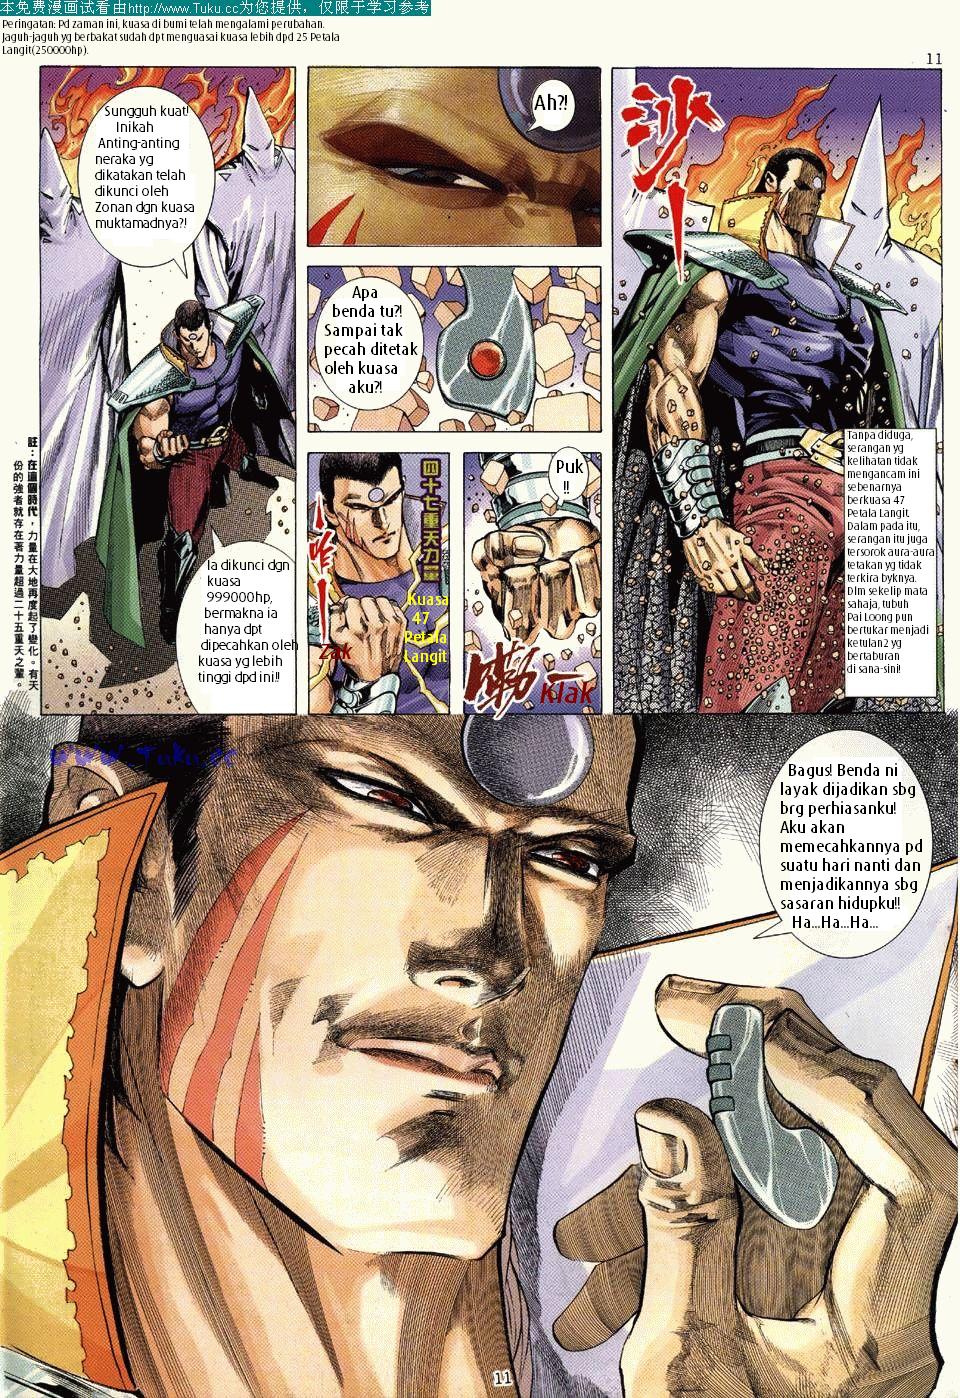 本免费漫画试看由http://www.Tuku.cc为您提供，仅限于学习参考
Peringatan: Pd zaman ini, kuasa di bumi telah mengalami perubahan.
Jaguh-jaguh yg berbakat sudah dpt menguasai kuasa lebih dpd 25 Petala
Langit(250000hp).
11
Sungguh kuat!
Inikah
Anting-anting
neraka yg
dikatakan telah
dikunci oleh
Zonan dgn kuasa
muktamadnya?!
Ah?!
沙
Apa
benda tu?!
Sampai tak
pecah ditetak
oleh kuasa
aku?!
註：在這個時代，力量在大地再度起了變化。有天
份的強者就存在著力量超過二十五重天之輩。
Ia dikunci dgn
kuasa
999000hp,
bermakna ia
hanya dpt
dipecahkan oleh
kuasa yg lebih
tinggi dpd ini!!
四十七重天力量
咋
Kuasa
47
Petala
Langit
Zak
Puk
!!
嘞
Klak
Tanpa diduga,
serangan yg
kelihatan tidak
mengancam ini
sebenarnya
berkuasa 47
Petala Langit.
Dalam pada itu,
serangan itu juga
tersorok aura-aura
tetakan yg tidak
terkira byknya.
Dlm sekelip mata
sahaja, tubuh
Pai Loong pun
bertukar menjadi
ketulan2 yg
bertaburan
di sana-sini!
www.Tuku.cc
Bagus! Benda ni
layak dijadikan sbg
brg perhiasanku!
Aku akan
memecahkannya pd
suatu hari nanti dan
menjadikannya sbg
sasaran hidupku!!
Ha...Ha...Ha...
11